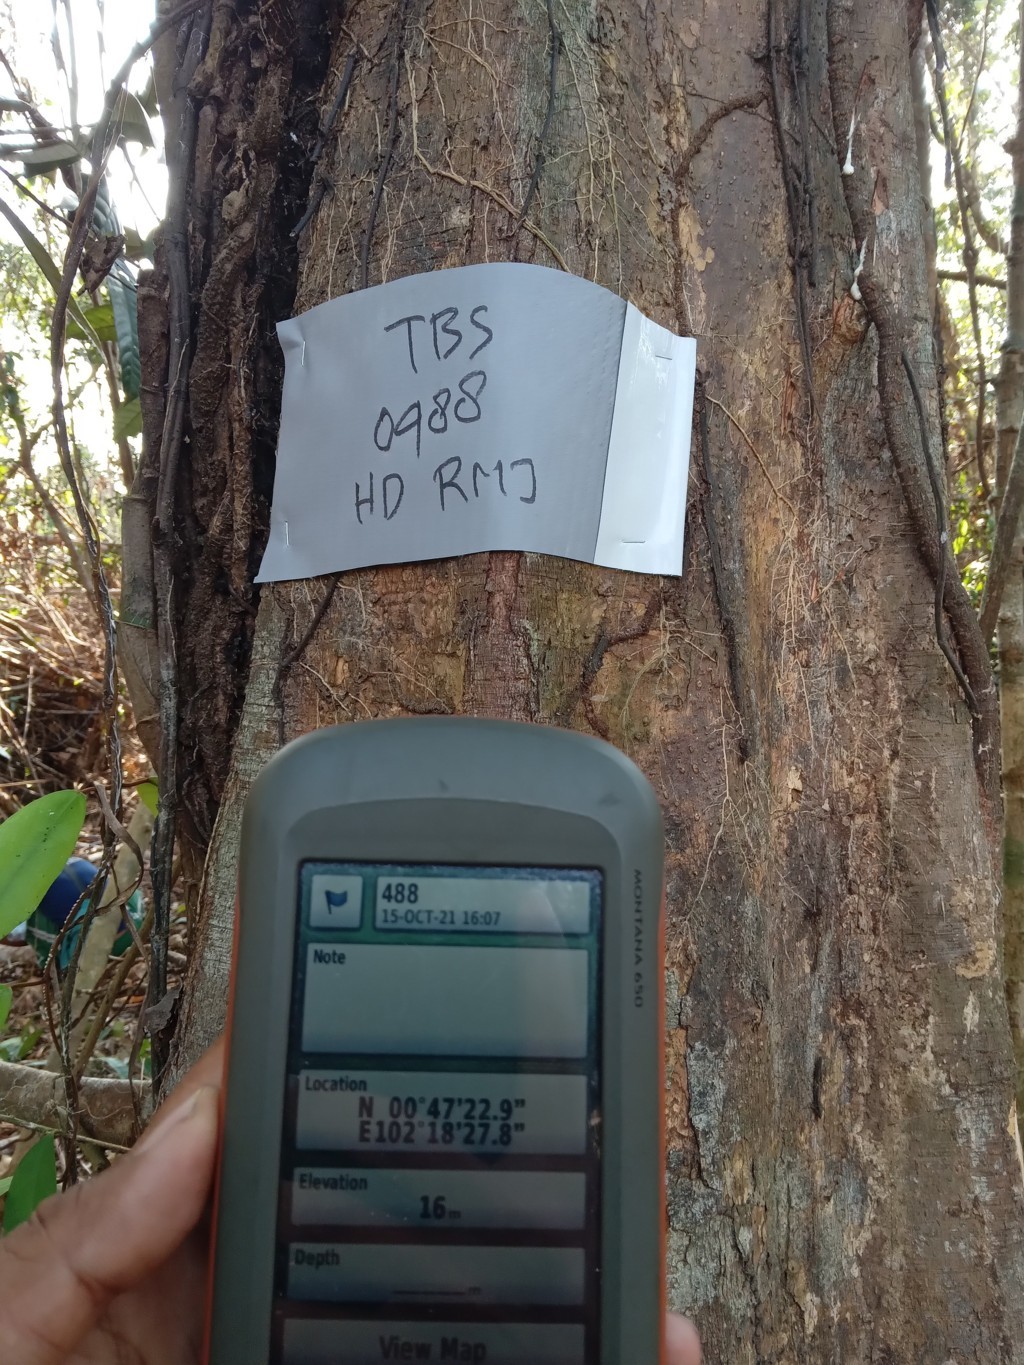 TBS
0988
HD RMJ
MONTANA 650
488
15-OCT-21 16:07
Note
Location
N 00°47'22.9"
E102°18'27.8"
Elevation
16m
Depth
_______m
View Map